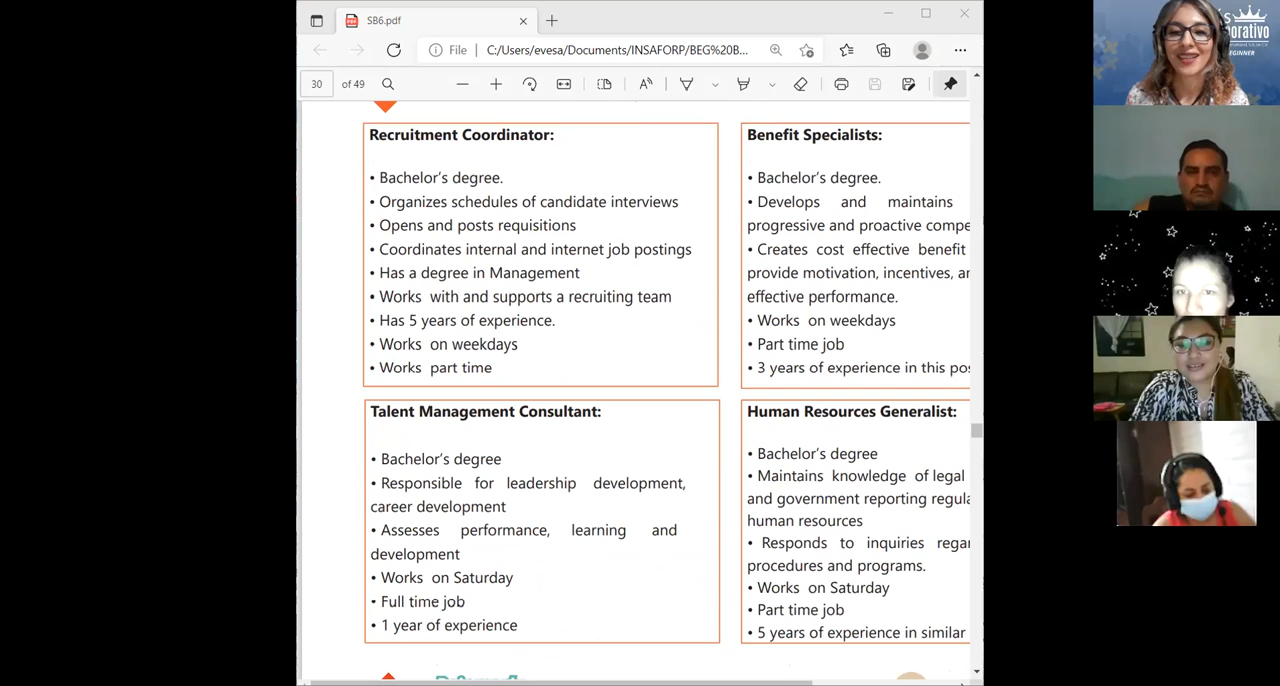 SB6.pdf
File
C:/Users/evesa/Documents/INSAFORP/BEG%20B...
30
of 49
Recruitment Coordinator:
• Bachelor's degree.
• Organizes schedules of candidate interviews
• Opens and posts requisitions
• Coordinates internal and internet job postings
• Has a degree in Management
• Works with and supports a recruiting team
• Has 5 years of experience.
• Works on weekdays
• Works part time
Benefit Specialists:
• Bachelor's degree.
• Develops and maintains
progressive and proactive compe
• Creates cost effective benefit
provide motivation, incentives, an
effective performance.
• Works on weekdays
• Part time job
• 3 years of experience in this pos
Talent Management Consultant:
• Bachelor's degree
• Responsible for leadership development,
career development
• Assesses performance, learning and
development
• Works on Saturday
• Full time job
• 1 year of experience
Human Resources Generalist:
• Bachelor's degree
• Maintains knowledge of legal
and government reporting regula
human resources
• Responds to inquiries regar
procedures and programs.
• Works on Saturday
• Part time job
• 5 years of experience in similar